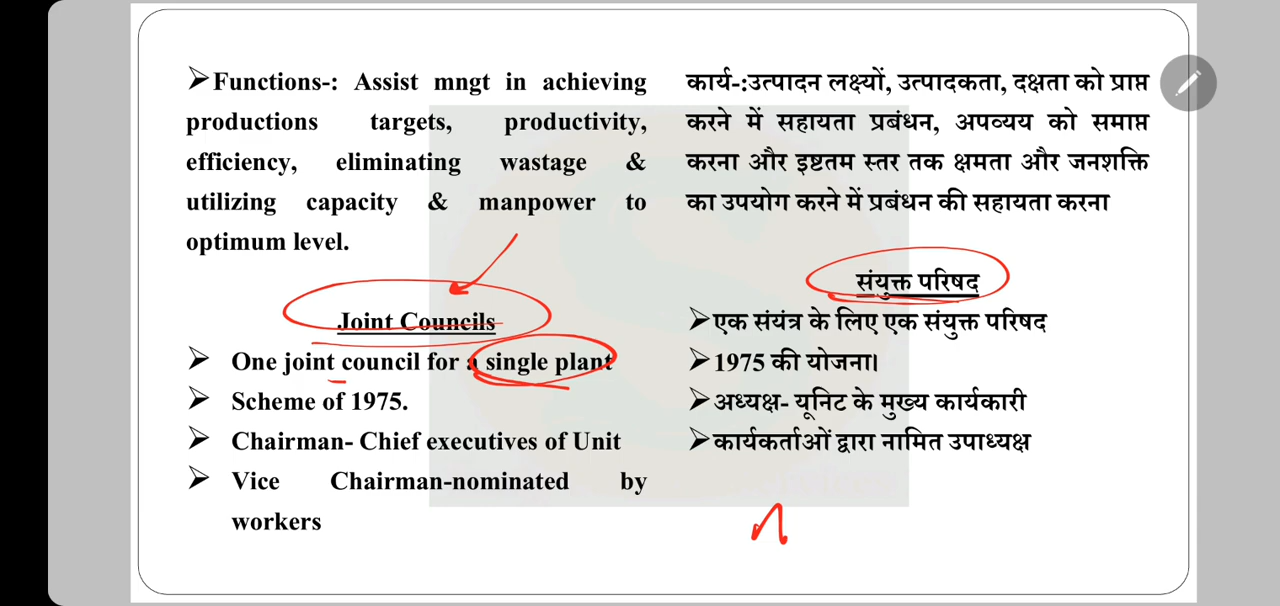 ➤Functions-: Assist mngt in achieving
productions targets, productivity,
efficiency, eliminating wastage &
utilizing capacity & manpower to
optimum level.
Joint Councils
➤ One joint council for a single plant
➤ Scheme of 1975.
➤ Chairman- Chief executives of Unit
➤ Vice Chairman-nominated by
workers
कार्य-:उत्पादन लक्ष्यों, उत्पादकता, दक्षता को प्राप्त
करने में सहायता प्रबंधन, अपव्यय को समाप्त
करना और इष्टतम स्तर तक क्षमता और जनशक्ति
का उपयोग करने में प्रबंधन की सहायता करना
संयुक्त परिषद
➤एक संयंत्र के लिए एक संयुक्त परिषद
➤1975 की योजना।
➤अध्यक्ष- यूनिट के मुख्य कार्यकारी
➤कार्यकर्ताओं द्वारा नामित उपाध्यक्ष